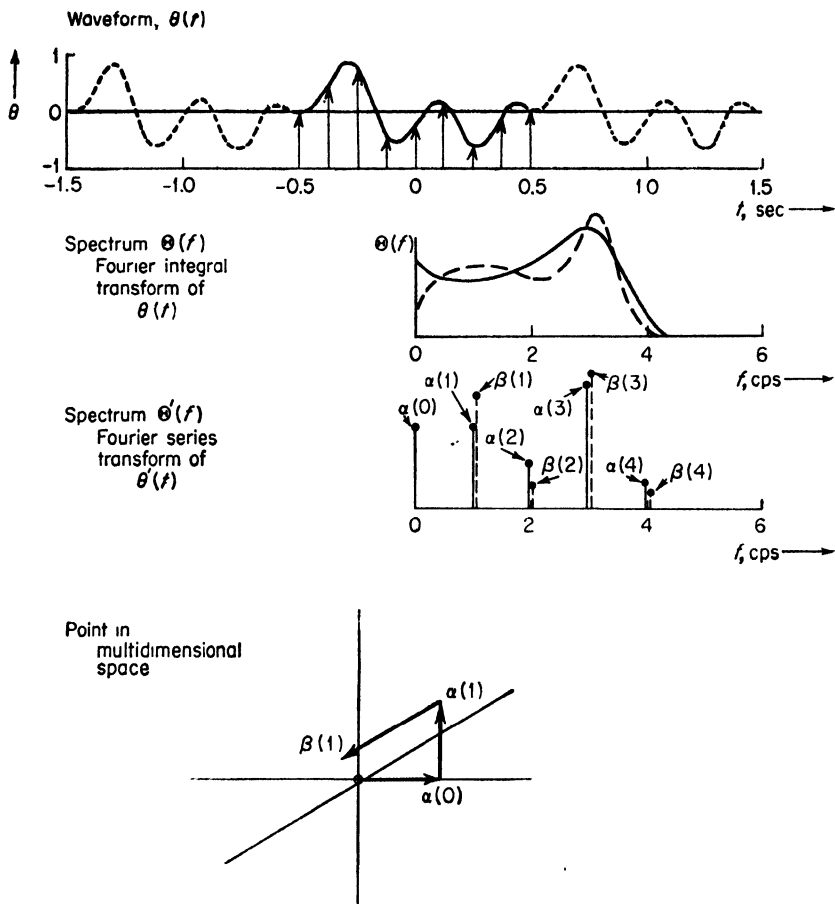 Waveform, θ(t)
1
θ
0
-1
-1.5 -1.0 -0.5 0 0.5 1.0 1.5
t, sec
Spectrum Θ(f)
Fourier integral
transform of
θ(t)
Θ(f)
0 2 4 6
f, cps
Spectrum Θ′(f)
Fourier series
transform of
θ′(t)
α(0) α(1) β(1) α(2) β(2) α(3) β(3) α(4) β(4)
0 2 4 6
f, cps
Point in
multidimensional
space
α(1)
β(1)
α(0)